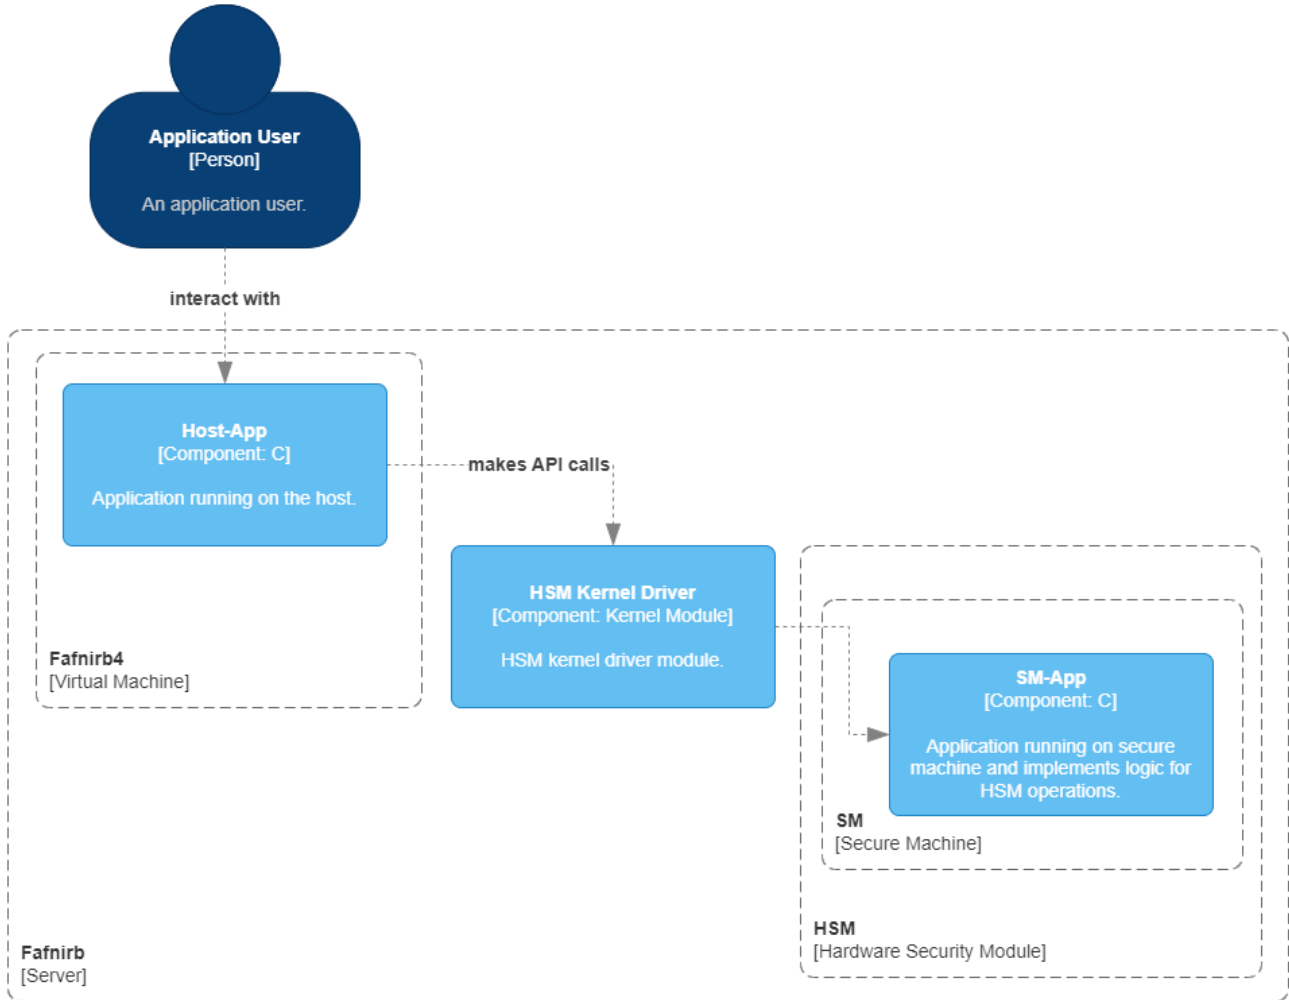 Application User
[Person]
An application user.
interact with
Host-App
[Component: C]
Application running on the host.
makes API calls
HSM Kernel Driver
[Component: Kernel Module]
HSM kernel driver module.
Fafnirb4
[Virtual Machine]
SM-App
[Component: C]
Application running on secure
machine and implements logic for
HSM operations.
SM
[Secure Machine]
HSM
[Hardware Security Module]
Fafnirb
[Server]